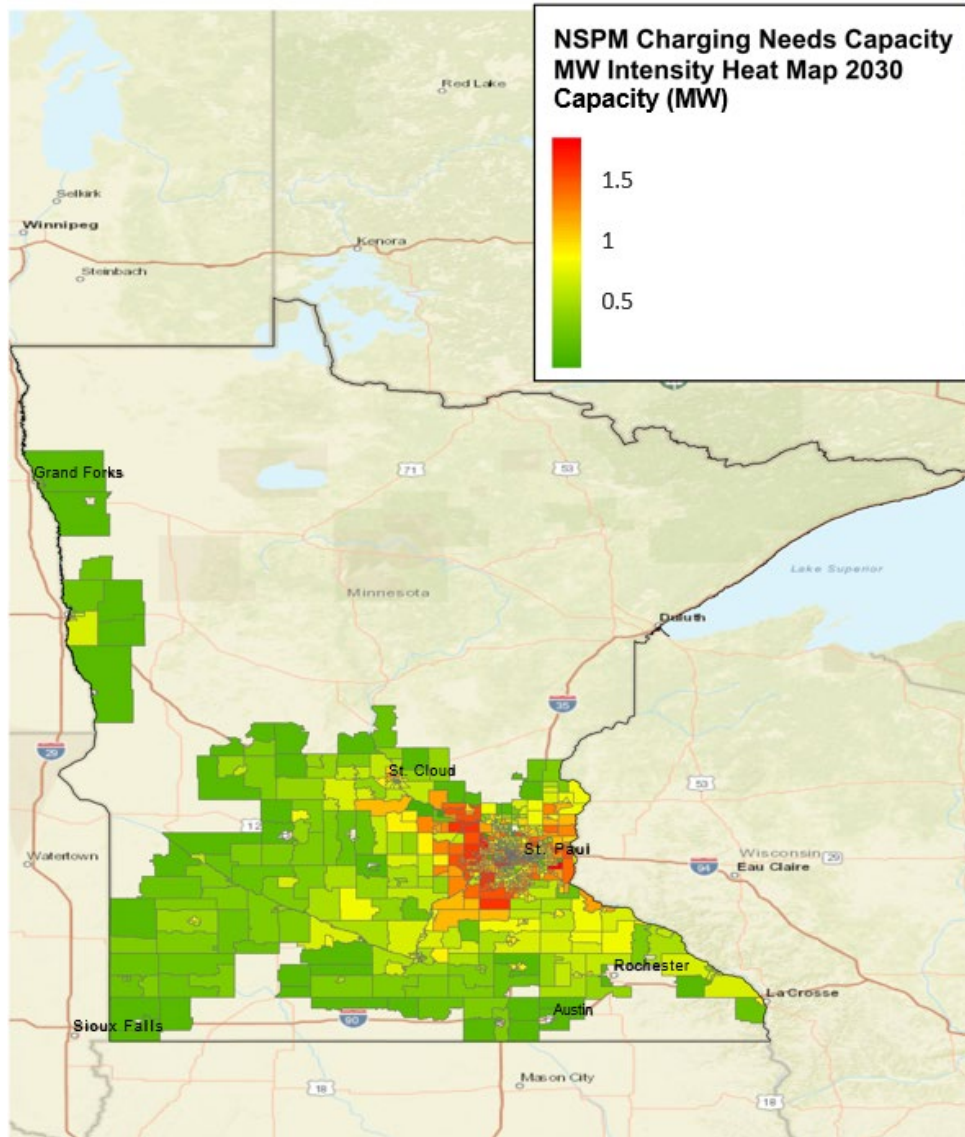 NSPM Charging Needs Capacity
MW Intensity Heat Map 2030
Capacity (MW)
1.5
1
0.5
Red Lake
Selkirk
Winnipeg
Kenora
Steinbach
Grand Forks
71
53
Lake Superior
Minnesota
Duluth
35
29
53
St. Cloud
12
St. Paul
Wisconsin
29
Watertown
94
Eau Claire
Rochester
La Crosse
Austin
90
Sioux Falls
Mason City
18
18